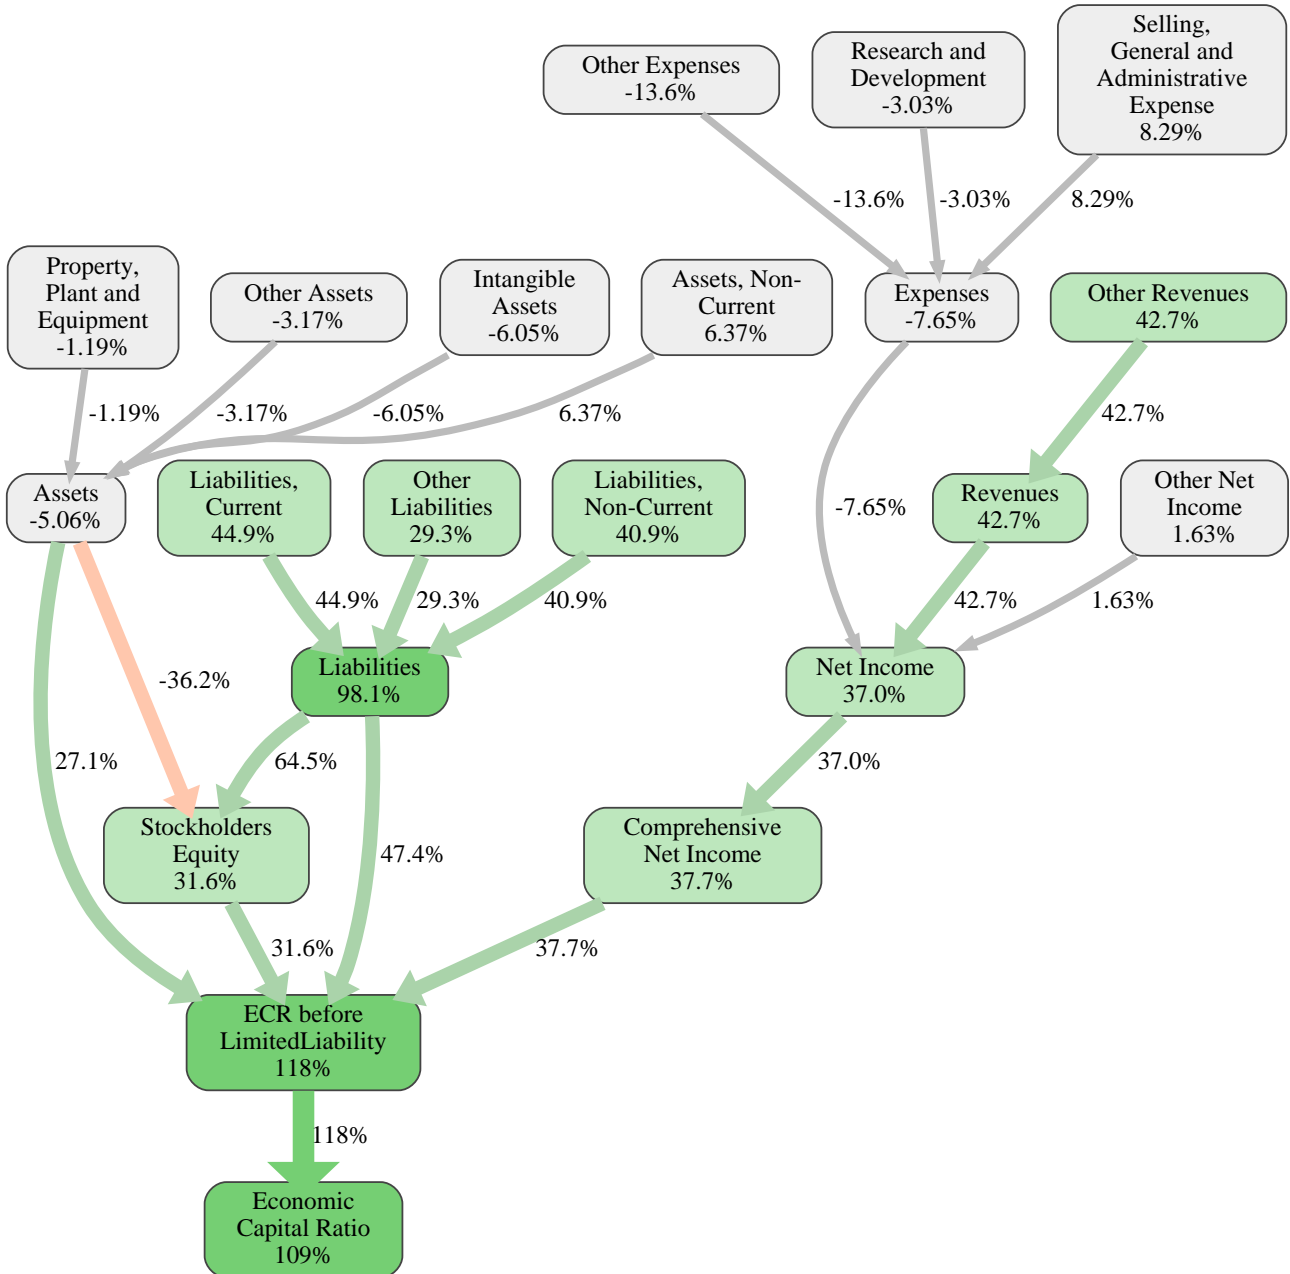 Other Expenses
-13.6%
Research and
Development
-3.03%
Selling,
General and
Administrative
Expense
8.29%
-13.6%
-3.03%
8.29%
Property,
Plant and
Equipment
-1.19%
Other Assets
-3.17%
Intangible
Assets
-6.05%
Assets, Non-
Current
6.37%
Expenses
-7.65%
Other Revenues
42.7%
-1.19%
-3.17%
-6.05%
6.37%
42.7%
Assets
-5.06%
Liabilities,
Current
44.9%
Other
Liabilities
29.3%
Liabilities,
Non-Current
40.9%
-7.65%
Revenues
42.7%
Other Net
Income
1.63%
44.9%
29.3%
40.9%
42.7%
1.63%
-36.2%
Liabilities
98.1%
Net Income
37.0%
27.1%
64.5%
37.0%
Stockholders
Equity
31.6%
47.4%
Comprehensive
Net Income
37.7%
31.6%
37.7%
ECR before
LimitedLiability
118%
118%
Economic
Capital Ratio
109%